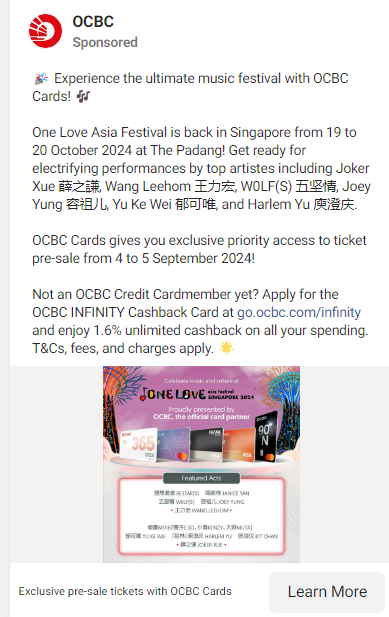 OCBC
Sponsored
🎉 Experience the ultimate music festival with OCBC
Cards! 🎶
One Love Asia Festival is back in Singapore from 19 to
20 October 2024 at The Padang! Get ready for
electrifying performances by top artistes including Joker
Xue 薛之謙, Wang Leehom 王力宏, W0LF(S) 五坚情, Joey
Yung 容祖儿, Yu Ke Wei 郁可唯, and Harlem Yu 庾澄庆.
OCBC Cards gives you exclusive priority access to ticket
pre-sale from 4 to 5 September 2024!
Not an OCBC Credit Cardmember yet? Apply for the
OCBC INFINITY Cashback Card at go.ocbc.com/infinity
and enjoy 1.6% unlimited cashback on all your spending.
T&Cs, fees, and charges apply. 🌟
Celebrate music and culture at
ONE LOVE asia festival
SINGAPORE 2024
Proudly presented by
OCBC, the official card partner
365
VISA
FRANK
VISA
90°N
Featured Acts
BESTARDS JANICE SAN
五坚情 W0LF(S) 容祖儿 JOEY YUNG
• 王力宏 WANG LEEHOM •
郁可唯 YU KE WEI HARLEM YU KIT CHAN
• 薛之謙 JOKER XUE •
Exclusive pre-sale tickets with OCBC Cards
Learn More